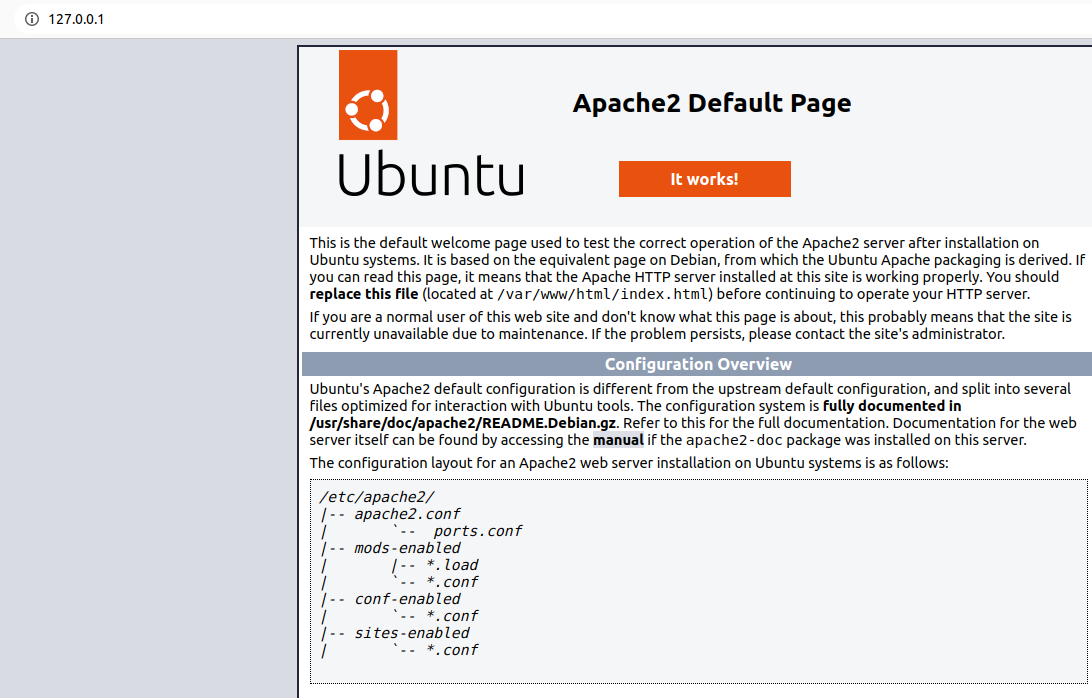 127.0.0.1
Apache2 Default Page
Ubuntu
It works!
This is the default welcome page used to test the correct operation of the Apache2 server after installation on
Ubuntu systems. It is based on the equivalent page on Debian, from which the Ubuntu Apache packaging is derived. If
you can read this page, it means that the Apache HTTP server installed at this site is working properly. You should
replace this file (located at /var/www/html/index.html) before continuing to operate your HTTP server.
If you are a normal user of this web site and don't know what this page is about, this probably means that the site is
currently unavailable due to maintenance. If the problem persists, please contact the site's administrator.
Configuration Overview
Ubuntu's Apache2 default configuration is different from the upstream default configuration, and split into several
files optimized for interaction with Ubuntu tools. The configuration system is fully documented in
/usr/share/doc/apache2/README.Debian.gz. Refer to this for the full documentation. Documentation for the web
server itself can be found by accessing the manual if the apache2-doc package was installed on this server.
The configuration layout for an Apache2 web server installation on Ubuntu systems is as follows:
/etc/apache2/
|-- apache2.conf
|       `--  ports.conf
|-- mods-enabled
|       |-- *.load
|       `-- *.conf
|-- conf-enabled
|       `-- *.conf
|-- sites-enabled
|       `-- *.conf